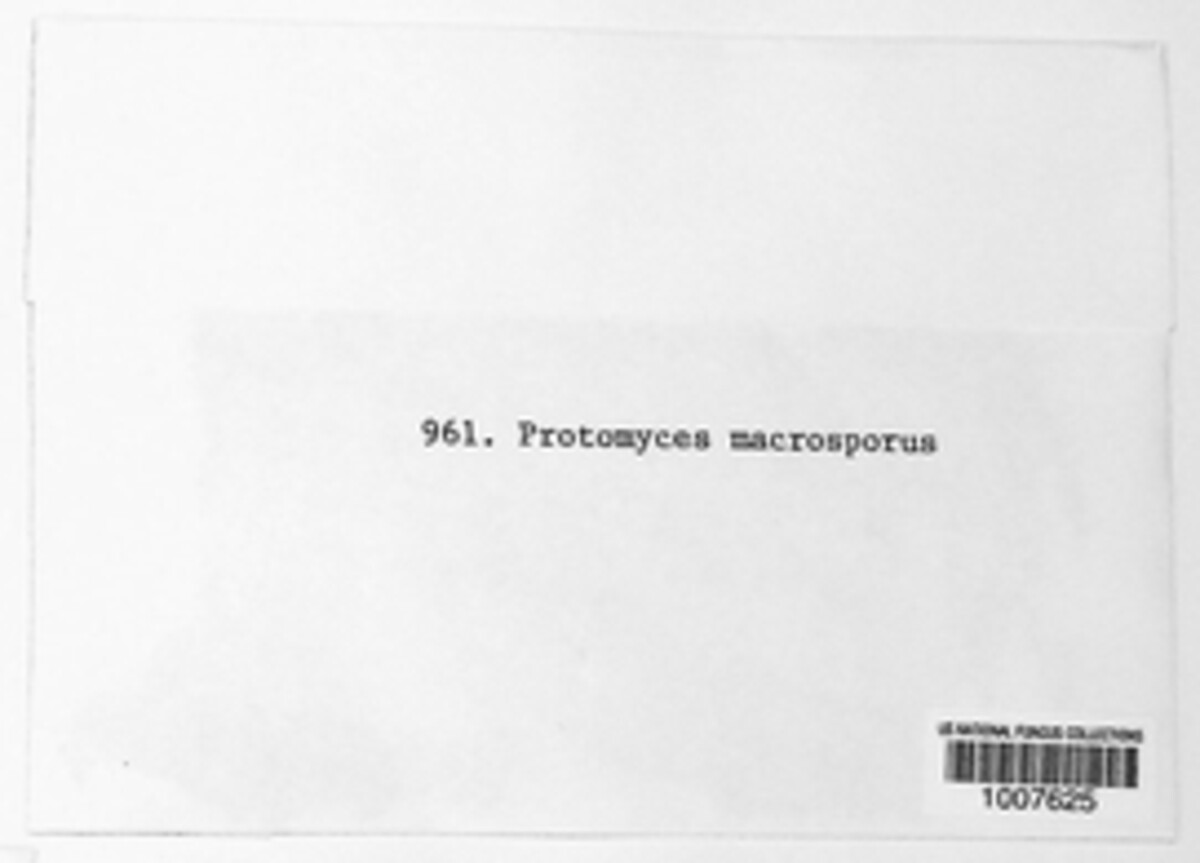 961. Protomyces macrosporus
US NATIONAL FUNGUS COLLECTIONS
1007625